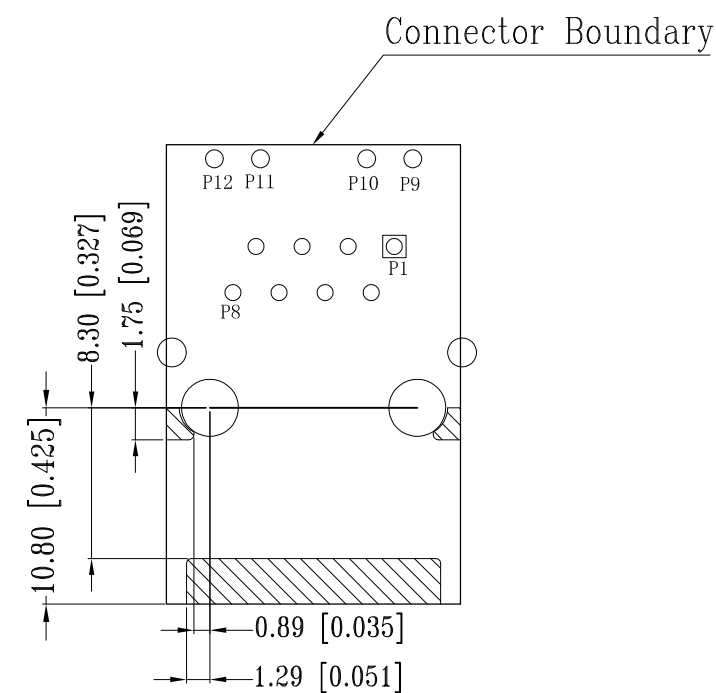 Connector Boundary
P12 P11 P10 P9
P1
P8
8.30 [0.327]
1.75 [0.069]
10.80 [0.425]
0.89 [0.035]
1.29 [0.051]